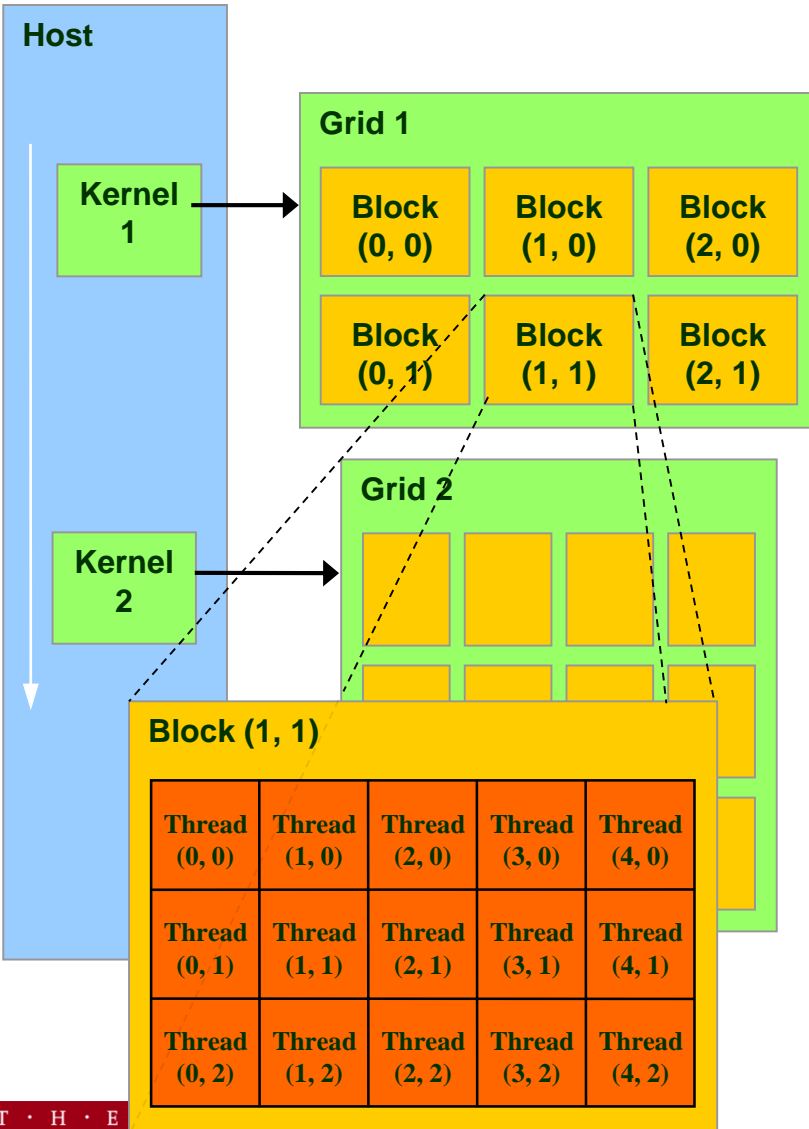 Host
Grid 1
Kernel
1
Block
(0, 0)
Block
(1, 0)
Block
(2, 0)
Block
(0, 1)
Block
(1, 1)
Block
(2, 1)
Grid 2
Kernel
2
Block (1, 1)
Thread
(0, 0)
Thread
(1, 0)
Thread
(2, 0)
Thread
(3, 0)
Thread
(4, 0)
Thread
(0, 1)
Thread
(1, 1)
Thread
(2, 1)
Thread
(3, 1)
Thread
(4, 1)
Thread
(0, 2)
Thread
(1, 2)
Thread
(2, 2)
Thread
(3, 2)
Thread
(4, 2)
T · H · E